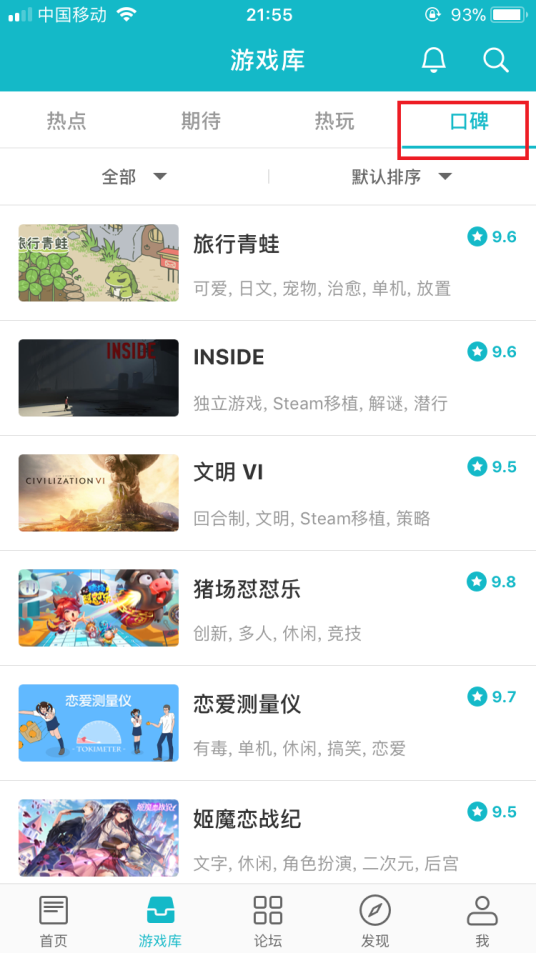 中国移动
21:55
93%
游戏库
热点 期待 热玩 口碑
全部 默认排序
旅行青蛙
旅行青蛙
9.6
可爱, 日文, 宠物, 治愈, 单机, 放置
INSIDE
INSIDE
9.6
独立游戏, Steam移植, 解谜, 潜行
CIVILIZATION VI
文明 VI
9.5
回合制, 文明, Steam移植, 策略
猪场怼怼乐
9.8
创新, 多人, 休闲, 竞技
恋爱测量仪
- TOKIMETER -
恋爱测量仪
9.7
有毒, 单机, 休闲, 搞笑, 恋爱
姬魔恋战纪
姬魔恋战纪
9.5
文字, 休闲, 角色扮演, 二次元, 后宫
首页 游戏库 论坛 发现 我